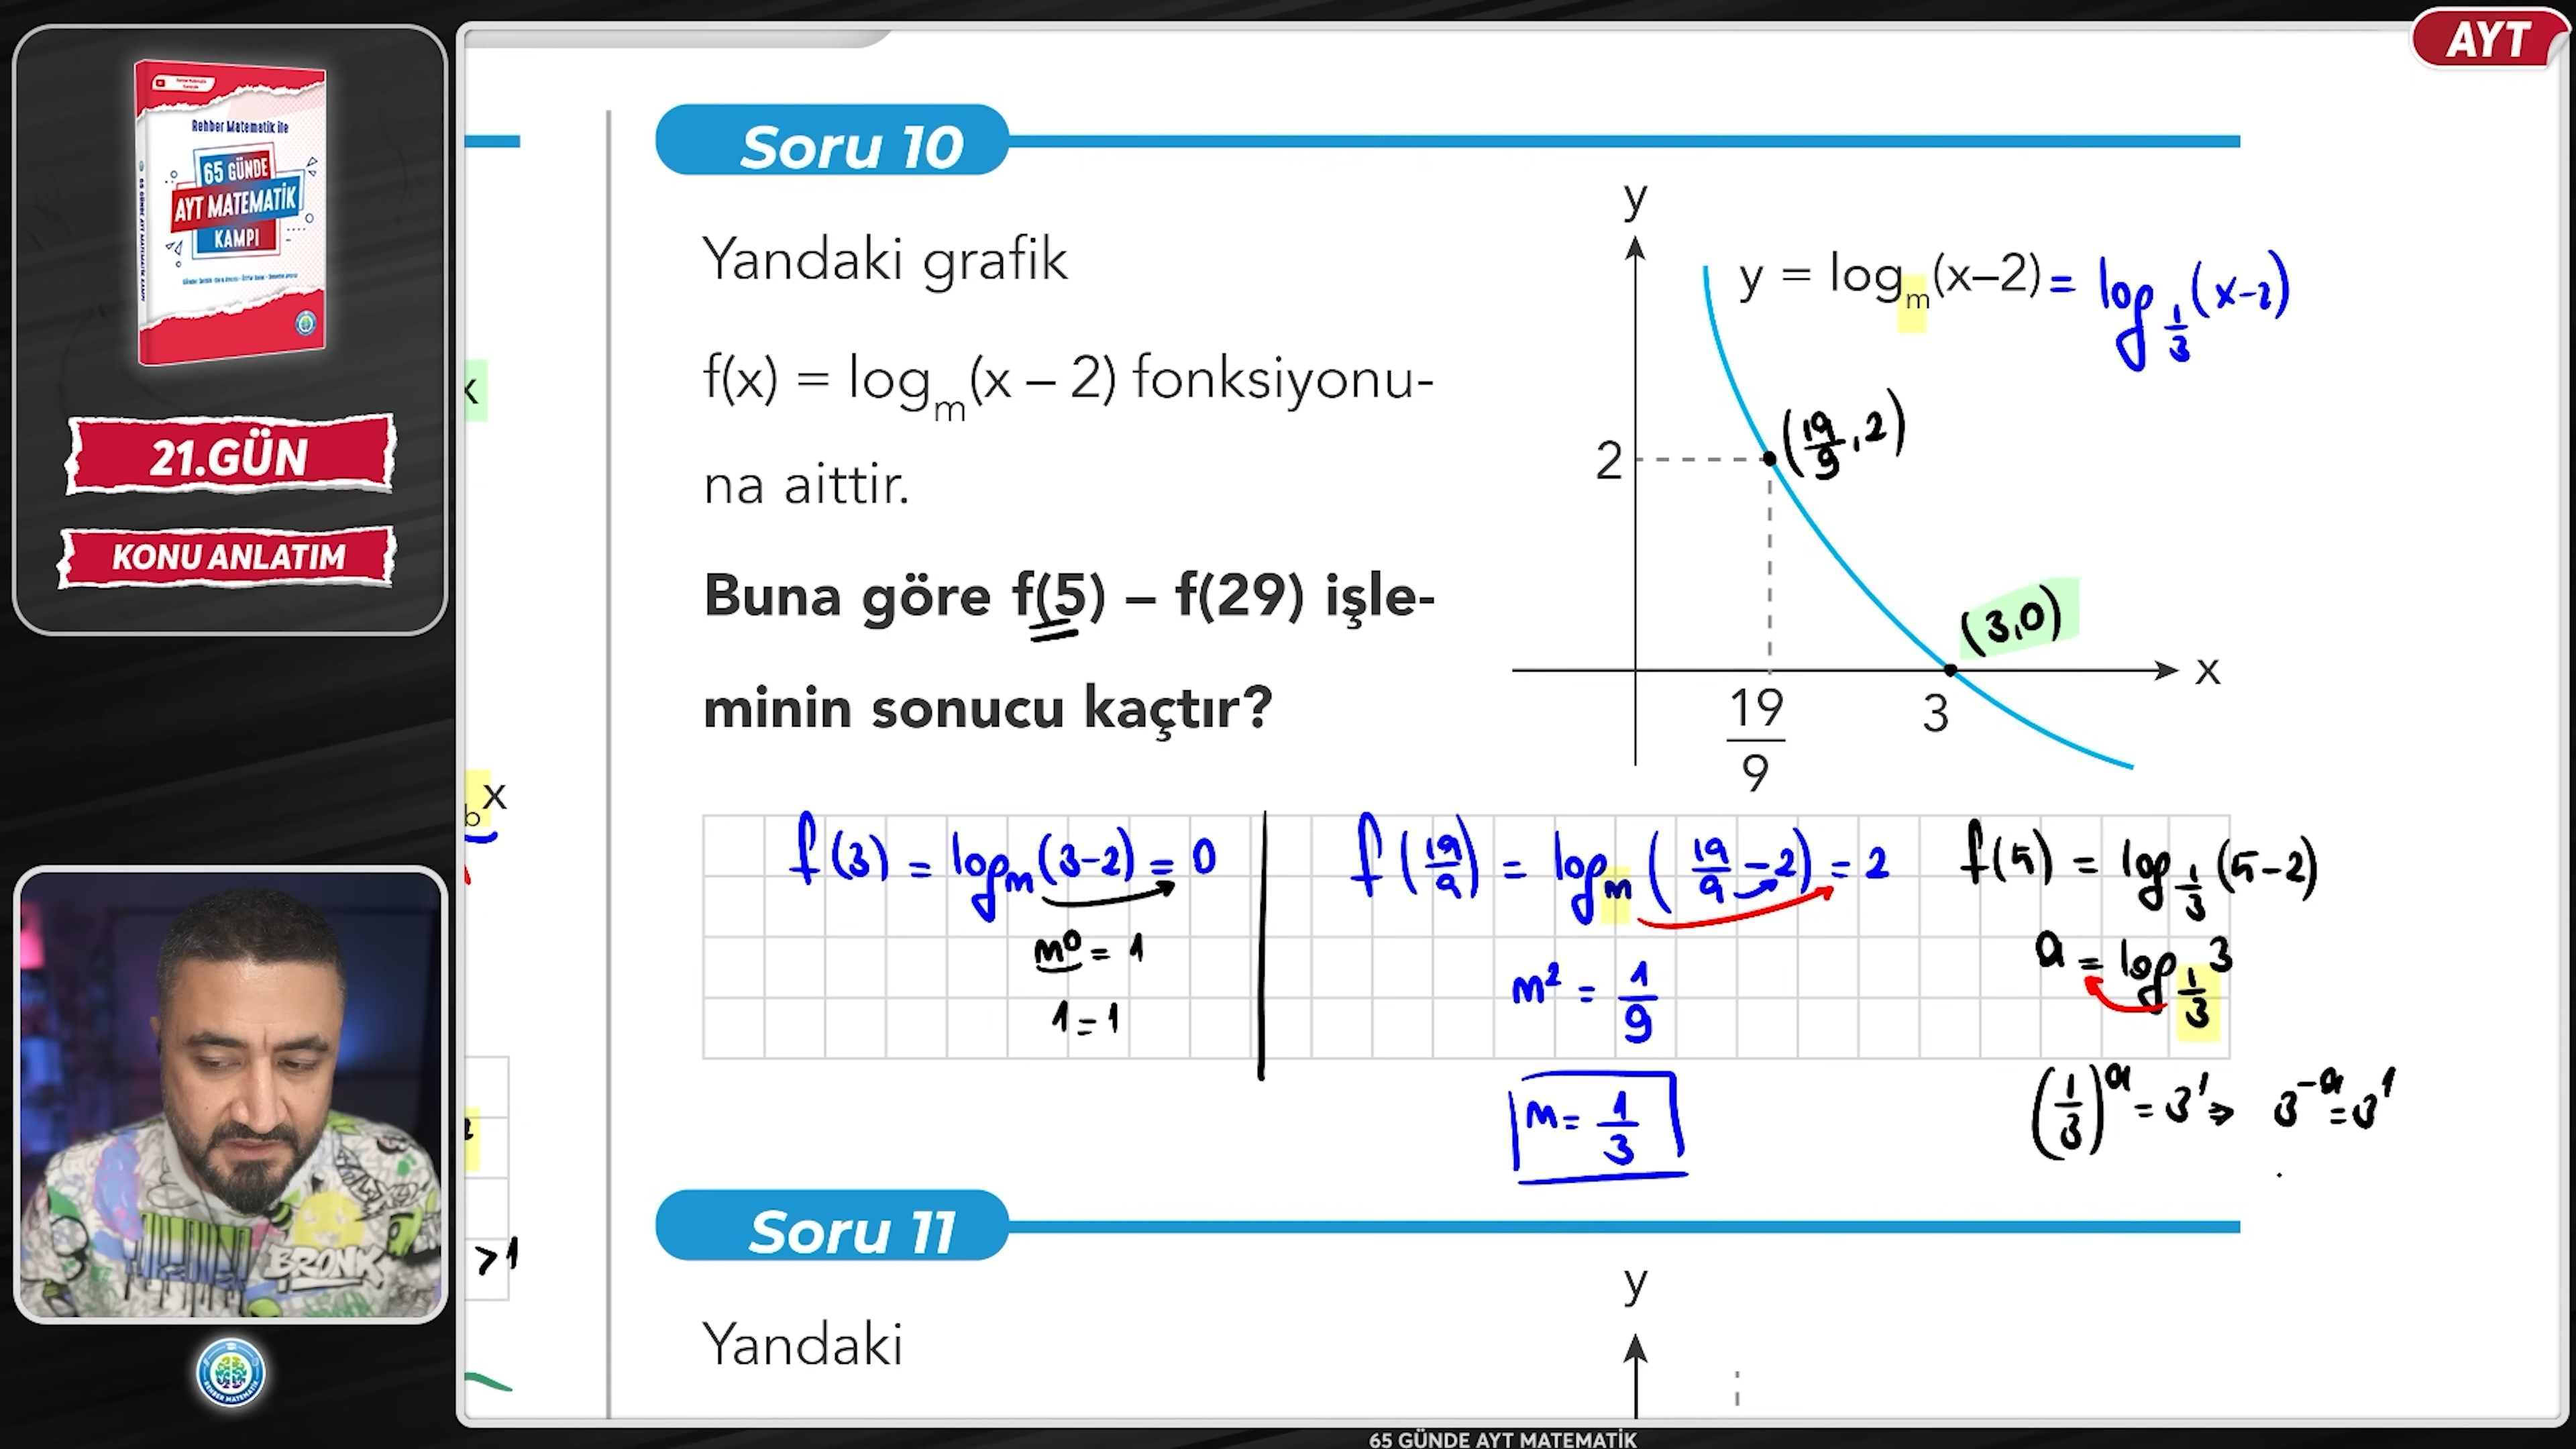 AYT
Rehber Matematik ile
65 GÜNDE
AYT MATEMATİK
KAMPI
21.GÜN
KONU ANLATIM
x
b
x
>1
Soru 10
Yandaki grafik
f(x) = logm(x – 2) fonksiyonu-
na aittir.
Buna göre f(5) – f(29) işle-
minin sonucu kaçtır?
y
y = logm(x–2) = log1/3(x-2)
2
(19/9, 2)
(3,0)
x
19/9
3
f(3) = logm(3-2) = 0
m⁰ = 1
1 = 1
f(19/9) = logm(19/9 - 2) = 2
m² = 1/9
m = 1/3
f(5) = log1/3(5-2)
a = log1/3 3
(1/3)^a = 3¹ ⇒ 3^-a = 3¹
Soru 11
Yandaki
y
BRONX
REHBER MATEMATİK
65 GÜNDE AYT MATEMATİK